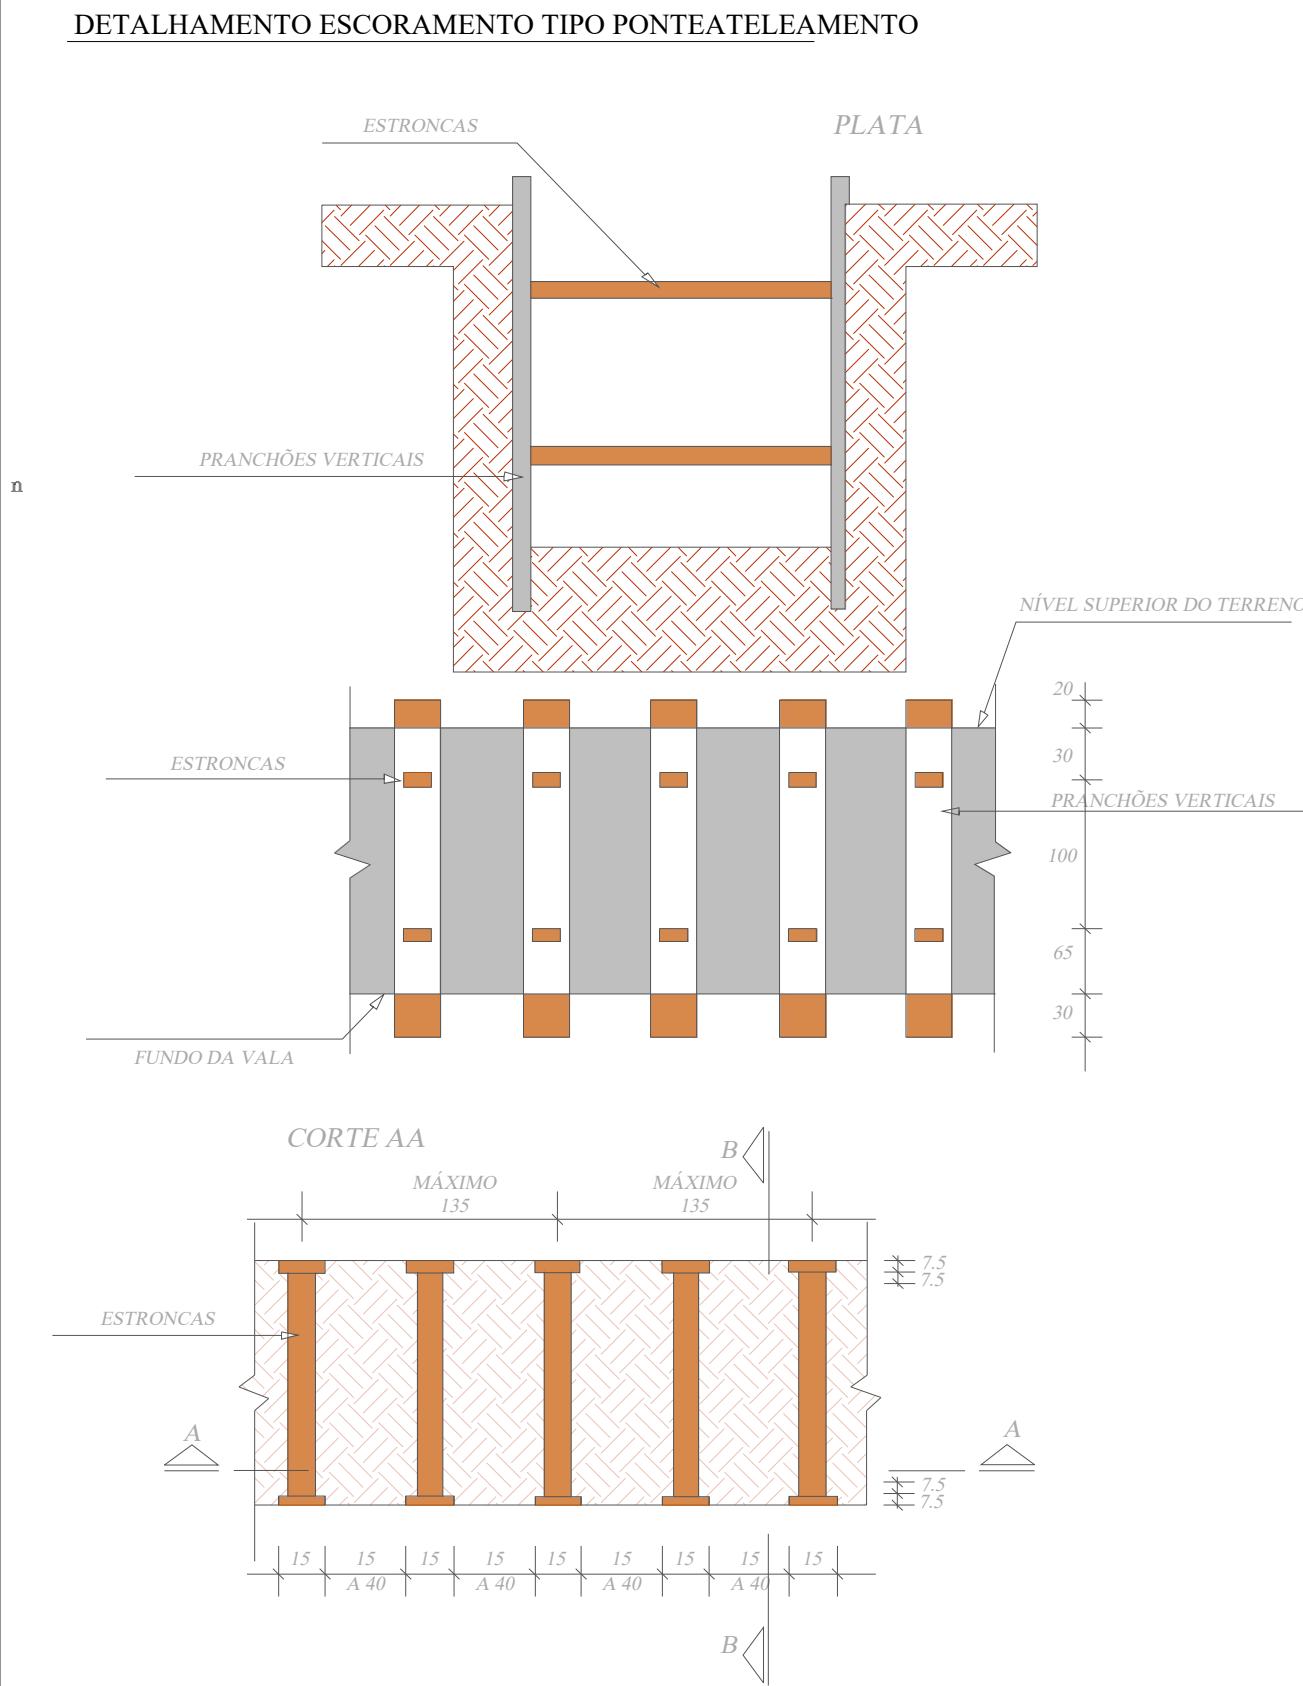 DETALHAMENTO ESCORAMENTO TIPO PONTEATELEAMENTO
ESTRONCAS
PLATA
PRANCHÕES VERTICAIS
n
NÍVEL SUPERIOR DO TERRENO
20
30
ESTRONCAS
PRANCHÕES VERTICAIS
100
65
30
FUNDO DA VALA
CORTE AA
B
MÁXIMO
135
MÁXIMO
135
7.5
7.5
ESTRONCAS
A
A
7.5
7.5
15
15
A 40
15
15
A 40
15
15
A 40
15
15
A 40
15
B